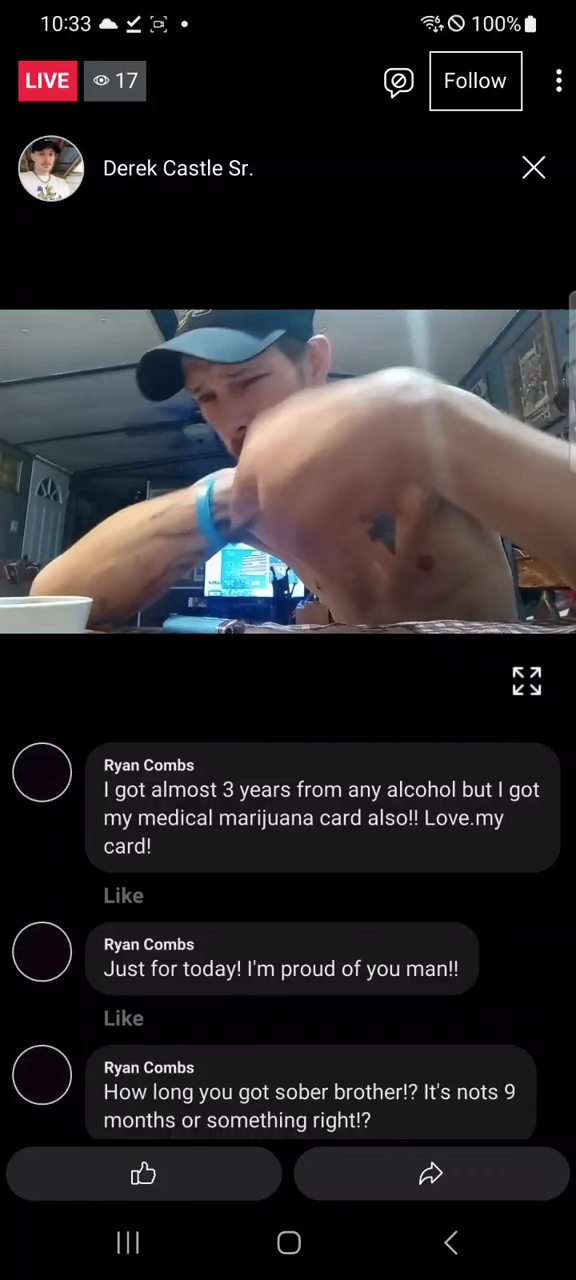 10:33
100%
LIVE
17
Follow
Derek Castle Sr.
Ryan Combs
I got almost 3 years from any alcohol but I got
my medical marijuana card also!! Love.my
card!
Like
Ryan Combs
Just for today! I'm proud of you man!!
Like
Ryan Combs
How long you got sober brother!? It's nots 9
months or something right!?